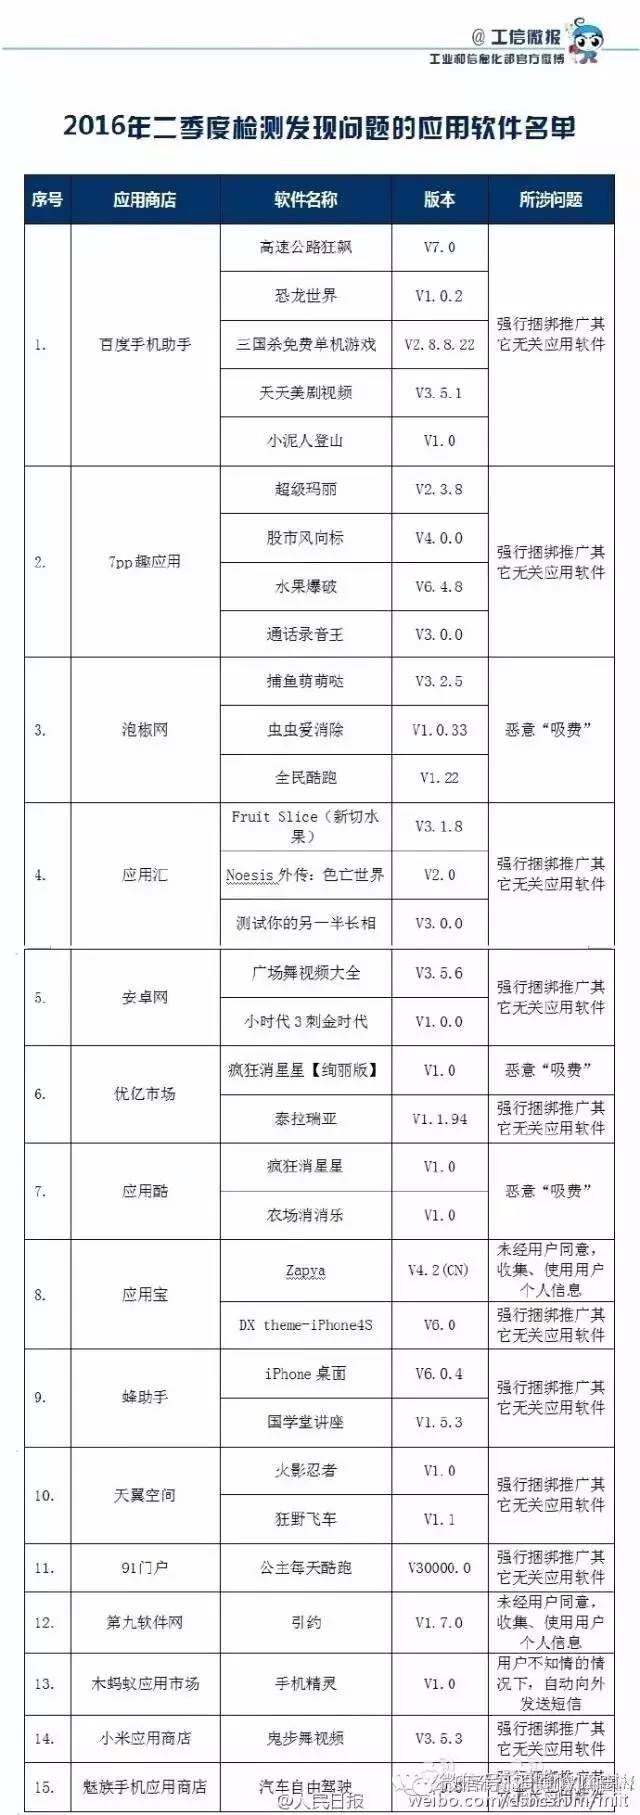 @ 工信微报
工业和信息化部官方微博
2016年二季度检测发现问题的应用软件名单
序号 应用商店 软件名称 版本 所涉问题
1. 百度手机助手 高速公路狂飙 V7.0 强行捆绑推广其
它无关应用软件
恐龙世界 V1.0.2
三国杀免费单机游戏 V2.8.8.22
天天美剧视频 V3.5.1
小泥人登山 V1.0
2. 7pp趣应用 超级玛丽 V2.3.8 强行捆绑推广其
它无关应用软件
股市风向标 V4.0.0
水果爆破 V6.4.8
通话录音王 V3.0.0
3. 泡椒网 捕鱼萌萌哒 V3.2.5 恶意“吸费”
虫虫爱消除 V1.0.33
全民酷跑 V1.22
4. 应用汇 Fruit Slice（新切水
果） V3.1.8 强行捆绑推广其
它无关应用软件
Noesis外传：色亡世界 V2.0
测试你的另一半长相 V3.0.0
5. 安卓网 广场舞视频大全 V3.5.6 强行捆绑推广其
它无关应用软件
小时代3刺金时代 V1.0.0
6. 优亿市场 疯狂消星星【绚丽版】 V1.0 恶意“吸费”
泰拉瑞亚 V1.1.94 强行捆绑推广其
它无关应用软件
7. 应用酷 疯狂消星星 V1.0 恶意“吸费”
农场消消乐 V1.0
8. 应用宝 Zapya V4.2(CN) 未经用户同意，
收集、使用用户
个人信息
DX theme-iPhone4S V6.0 强行捆绑推广其
它无关应用软件
9. 蜂助手 iPhone桌面 V6.0.4 强行捆绑推广其
它无关应用软件
国学堂讲座 V1.5.3
10. 天翼空间 火影忍者 V1.0 强行捆绑推广其
它无关应用软件
狂野飞车 V1.1
11. 91门户 公主每天酷跑 V30000.0 强行捆绑推广其
它无关应用软件
12. 第九软件网 引约 V1.7.0 未经用户同意，
收集、使用用户
个人信息
13. 木蚂蚁应用市场 手机精灵 V1.0 用户不知情的情
况下，自动向外
发送短信
14. 小米应用商店 鬼步舞视频 V3.5.3 强行捆绑推广其
它无关应用软件
15. 魅族手机应用商店 汽车自由驾驶
@人民日报